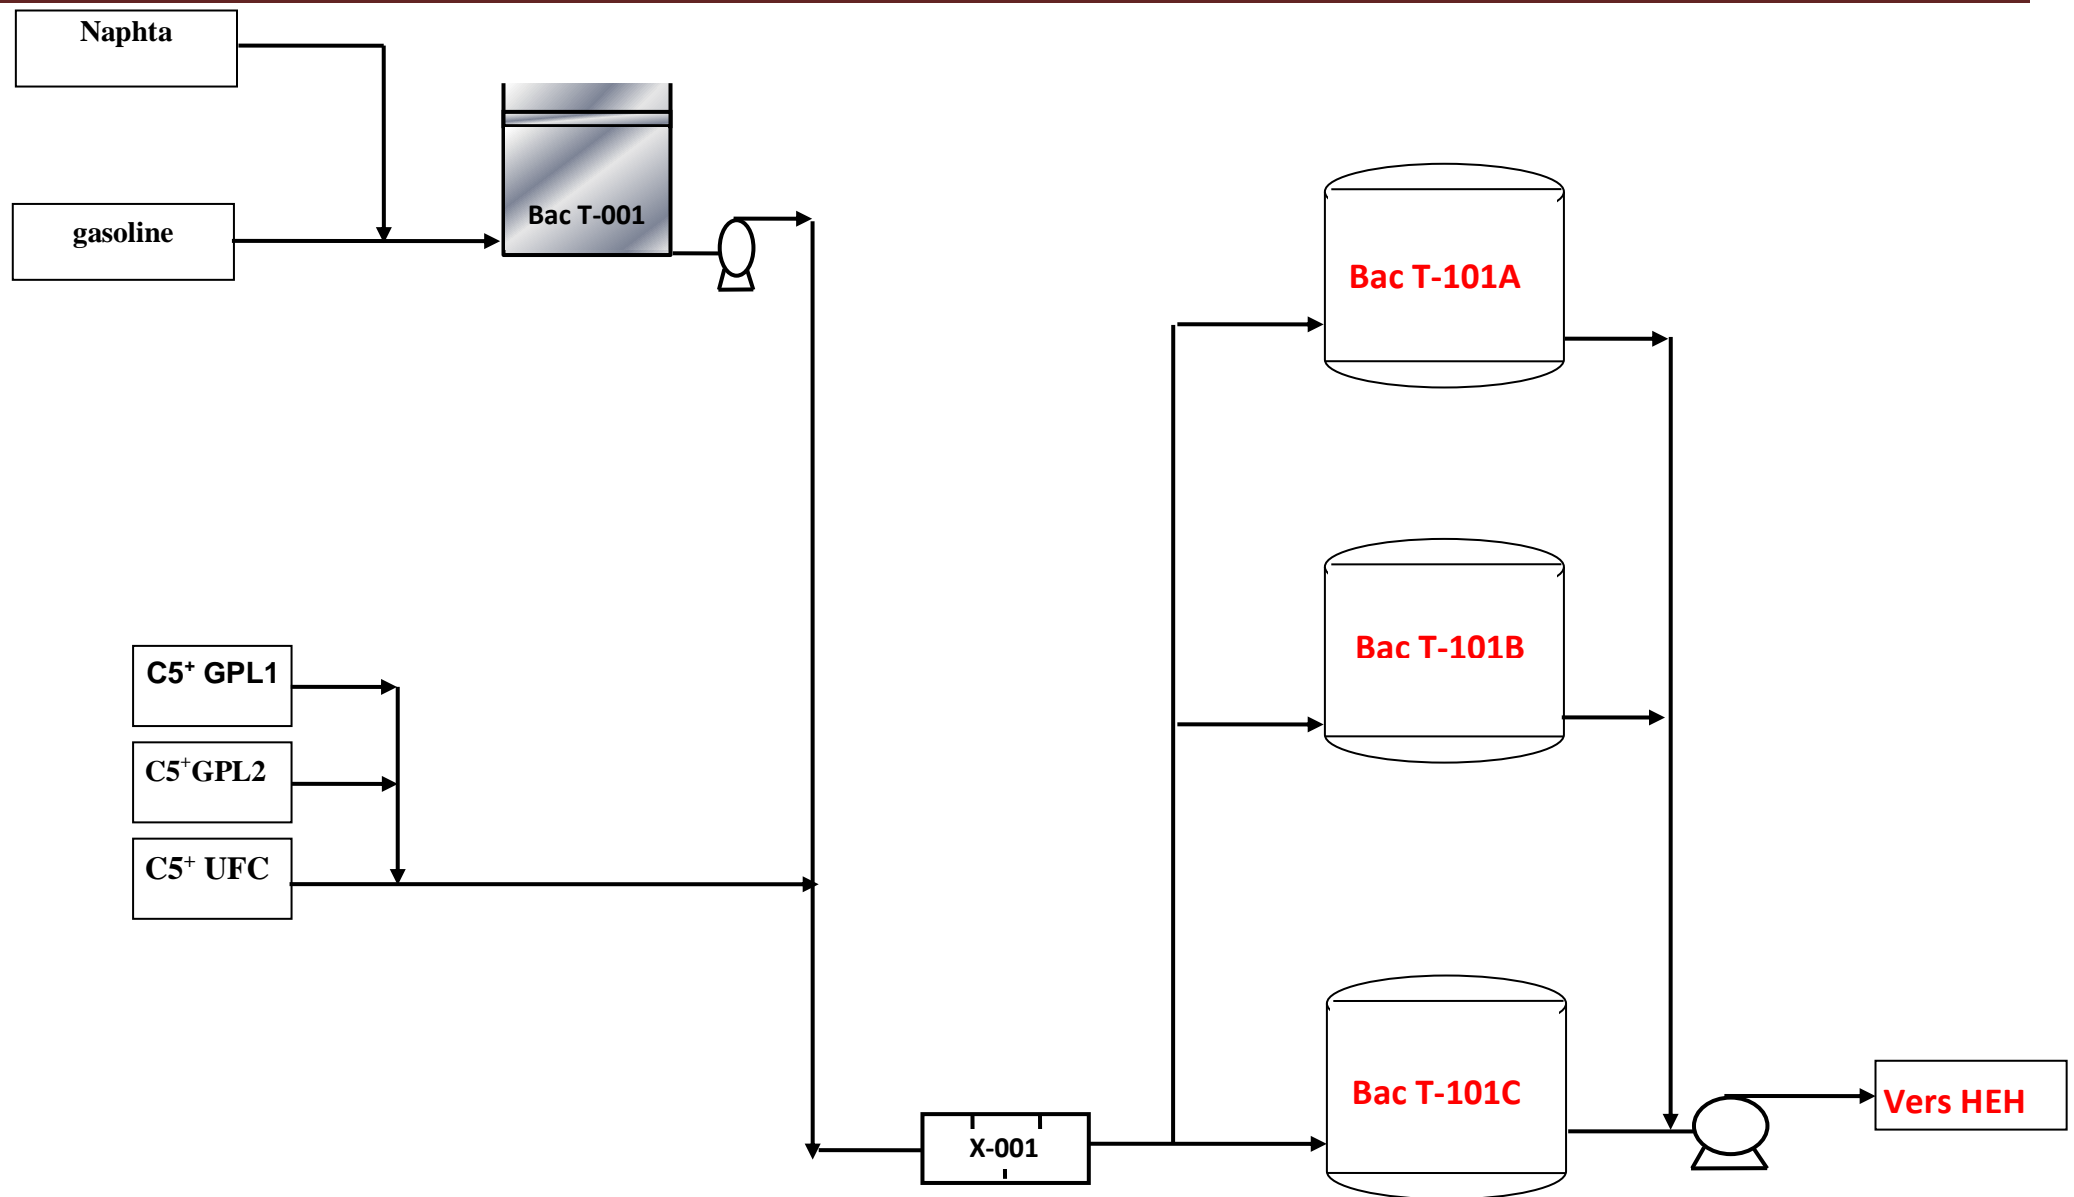 Naphta
gasoline
Bac T-001
Bac T-101A
Bac T-101B
C5⁺ GPL1
C5⁺GPL2
C5⁺ UFC
Bac T-101C
X-001
Vers HEH